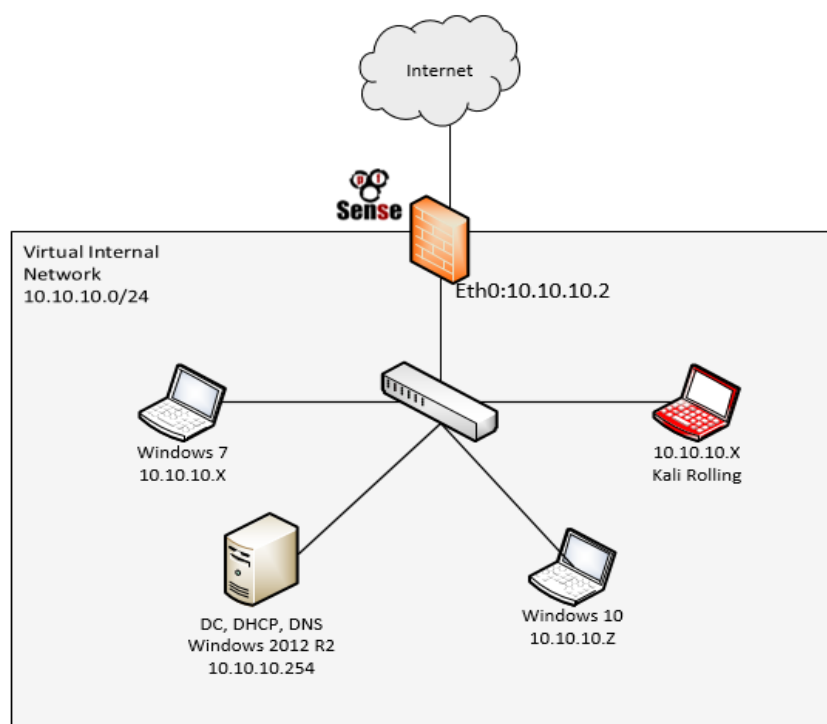 Internet
pf
Sense
Virtual Internal
Network
10.10.10.0/24
Eth0:10.10.10.2
Windows 7
10.10.10.X
10.10.10.X
Kali Rolling
DC, DHCP, DNS
Windows 2012 R2
10.10.10.254
Windows 10
10.10.10.Z